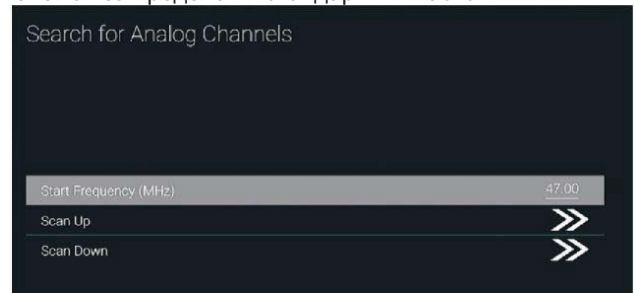 Search for Analog Channels
Start Frequency (MHz) 47.00
Scan Up
Scan Down